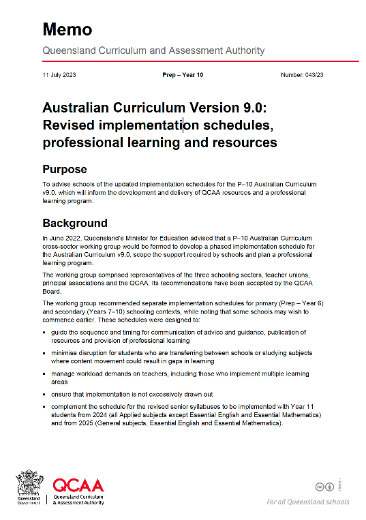 Memo
Queensland Curriculum and Assessment Authority
11 July 2023 Prep – Year 10 Number: 043/23
Australian Curriculum Version 9.0:
Revised implementation schedules,
professional learning and resources
Purpose
To advise schools of the updated implementation schedules for the P–10 Australian Curriculum
v9.0, which will inform the development and delivery of QCAA resources and a professional
learning program.
Background
In June 2022, Queensland's Minister for Education advised that a P–10 Australian Curriculum
cross-sector working group would be formed to develop a phased implementation schedule for
the Australian Curriculum v9.0, scope the support required by schools and plan a professional
learning program.
The working group comprised representatives of the three schooling sectors, teacher unions,
principal associations and the QCAA. Its recommendations have been accepted by the QCAA
Board.
The working group recommended separate implementation schedules for primary (Prep – Year 6)
and secondary (Years 7–10) schooling contexts, while noting that some schools may wish to
commence earlier. These schedules were designed to:
• guide the sequence and timing for communication of advice and guidance, publication of
resources and provision of professional learning
• minimise disruption for students who are transferring between schools or studying subjects
where content movement could result in gaps in learning
• manage workload demands on teachers, including those who implement multiple learning
areas
• ensure that implementation is not excessively drawn out
• complement the schedule for the revised senior syllabuses to be implemented with Year 11
students from 2024 (all Applied subjects except Essential English and Essential Mathematics)
and from 2025 (General subjects, Essential English and Essential Mathematics).
Queensland
Government
QCAA
Queensland Curriculum
& Assessment Authority
For all Queensland schools